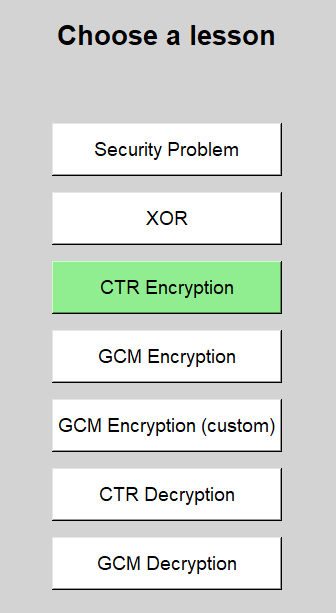 Choose a lesson
Security Problem
XOR
CTR Encryption
GCM Encryption
GCM Encryption (custom)
CTR Decryption
GCM Decryption